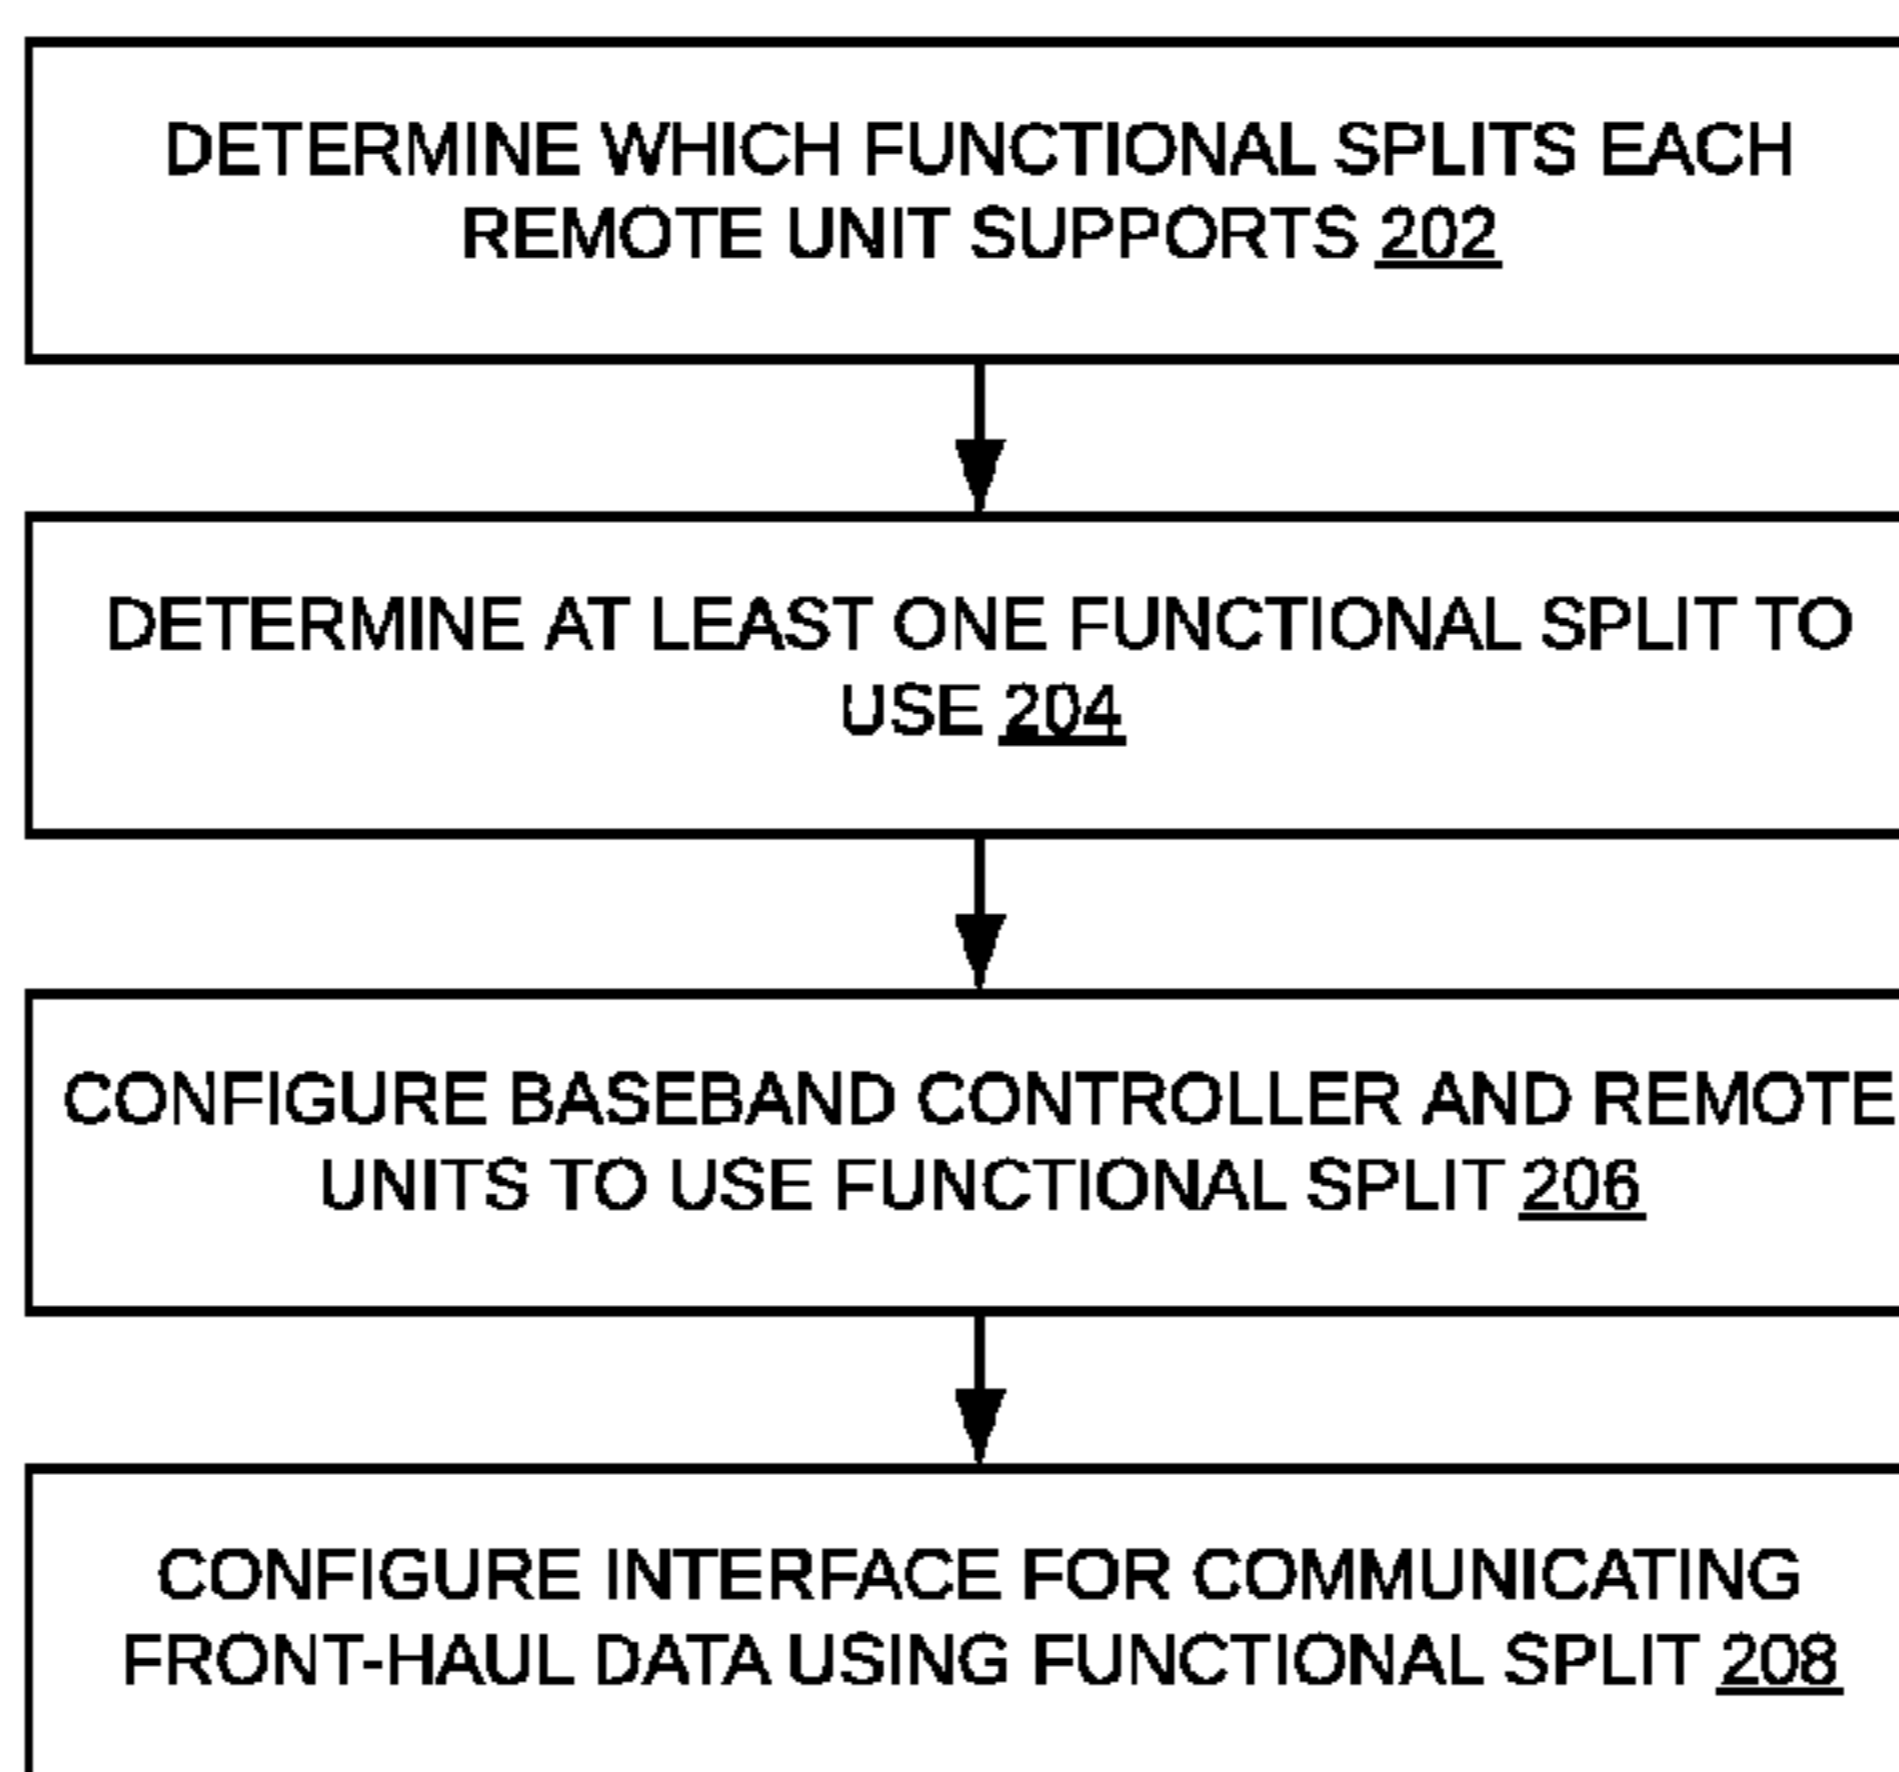 DETERMINE WHICH FUNCTIONAL SPLITS EACH
REMOTE UNIT SUPPORTS 202
DETERMINE AT LEAST ONE FUNCTIONAL SPLIT TO
USE 204
CONFIGURE BASEBAND CONTROLLER AND REMOTE
UNITS TO USE FUNCTIONAL SPLIT 206
CONFIGURE INTERFACE FOR COMMUNICATING
FRONT-HAUL DATA USING FUNCTIONAL SPLIT 208